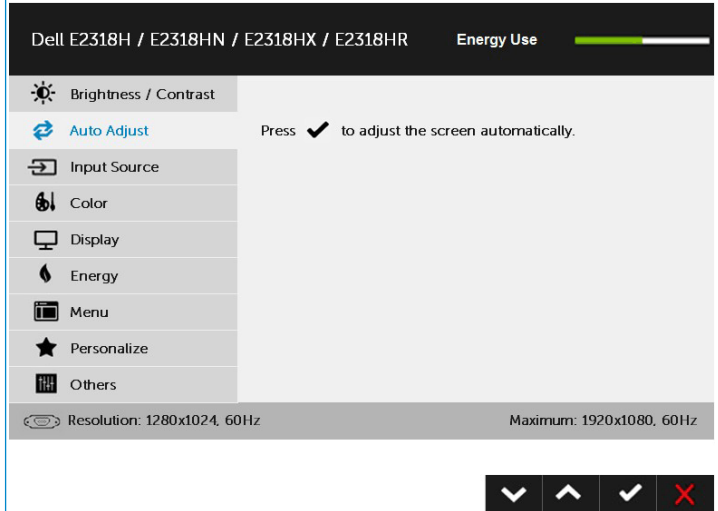 Dell E2318H / E2318HN / E2318HX / E2318HR Energy Use
Brightness / Contrast
Auto Adjust
Press ✔ to adjust the screen automatically.
Input Source
Color
Display
Energy
Menu
Personalize
Others
Resolution: 1280x1024, 60Hz Maximum: 1920x1080, 60Hz